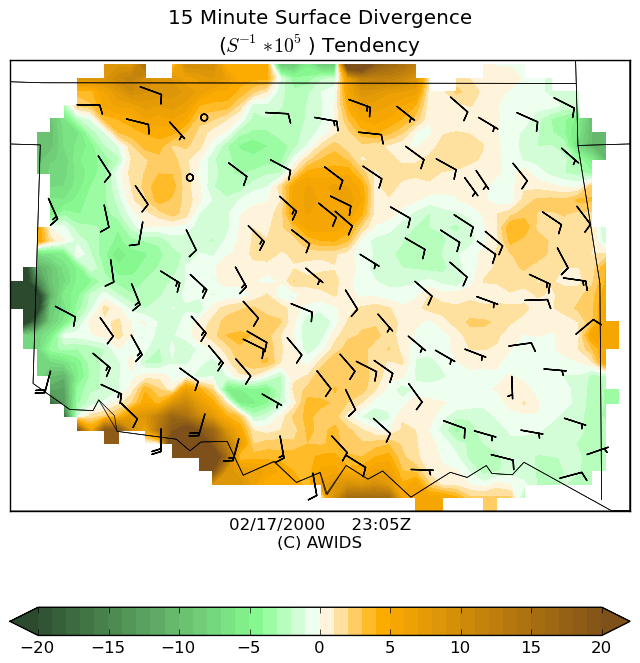 15 Minute Surface Divergence
(S⁻¹ *10⁵ ) Tendency
02/17/2000 23:05Z
(C) AWIDS
−20 −15 −10 −5 0 5 10 15 20